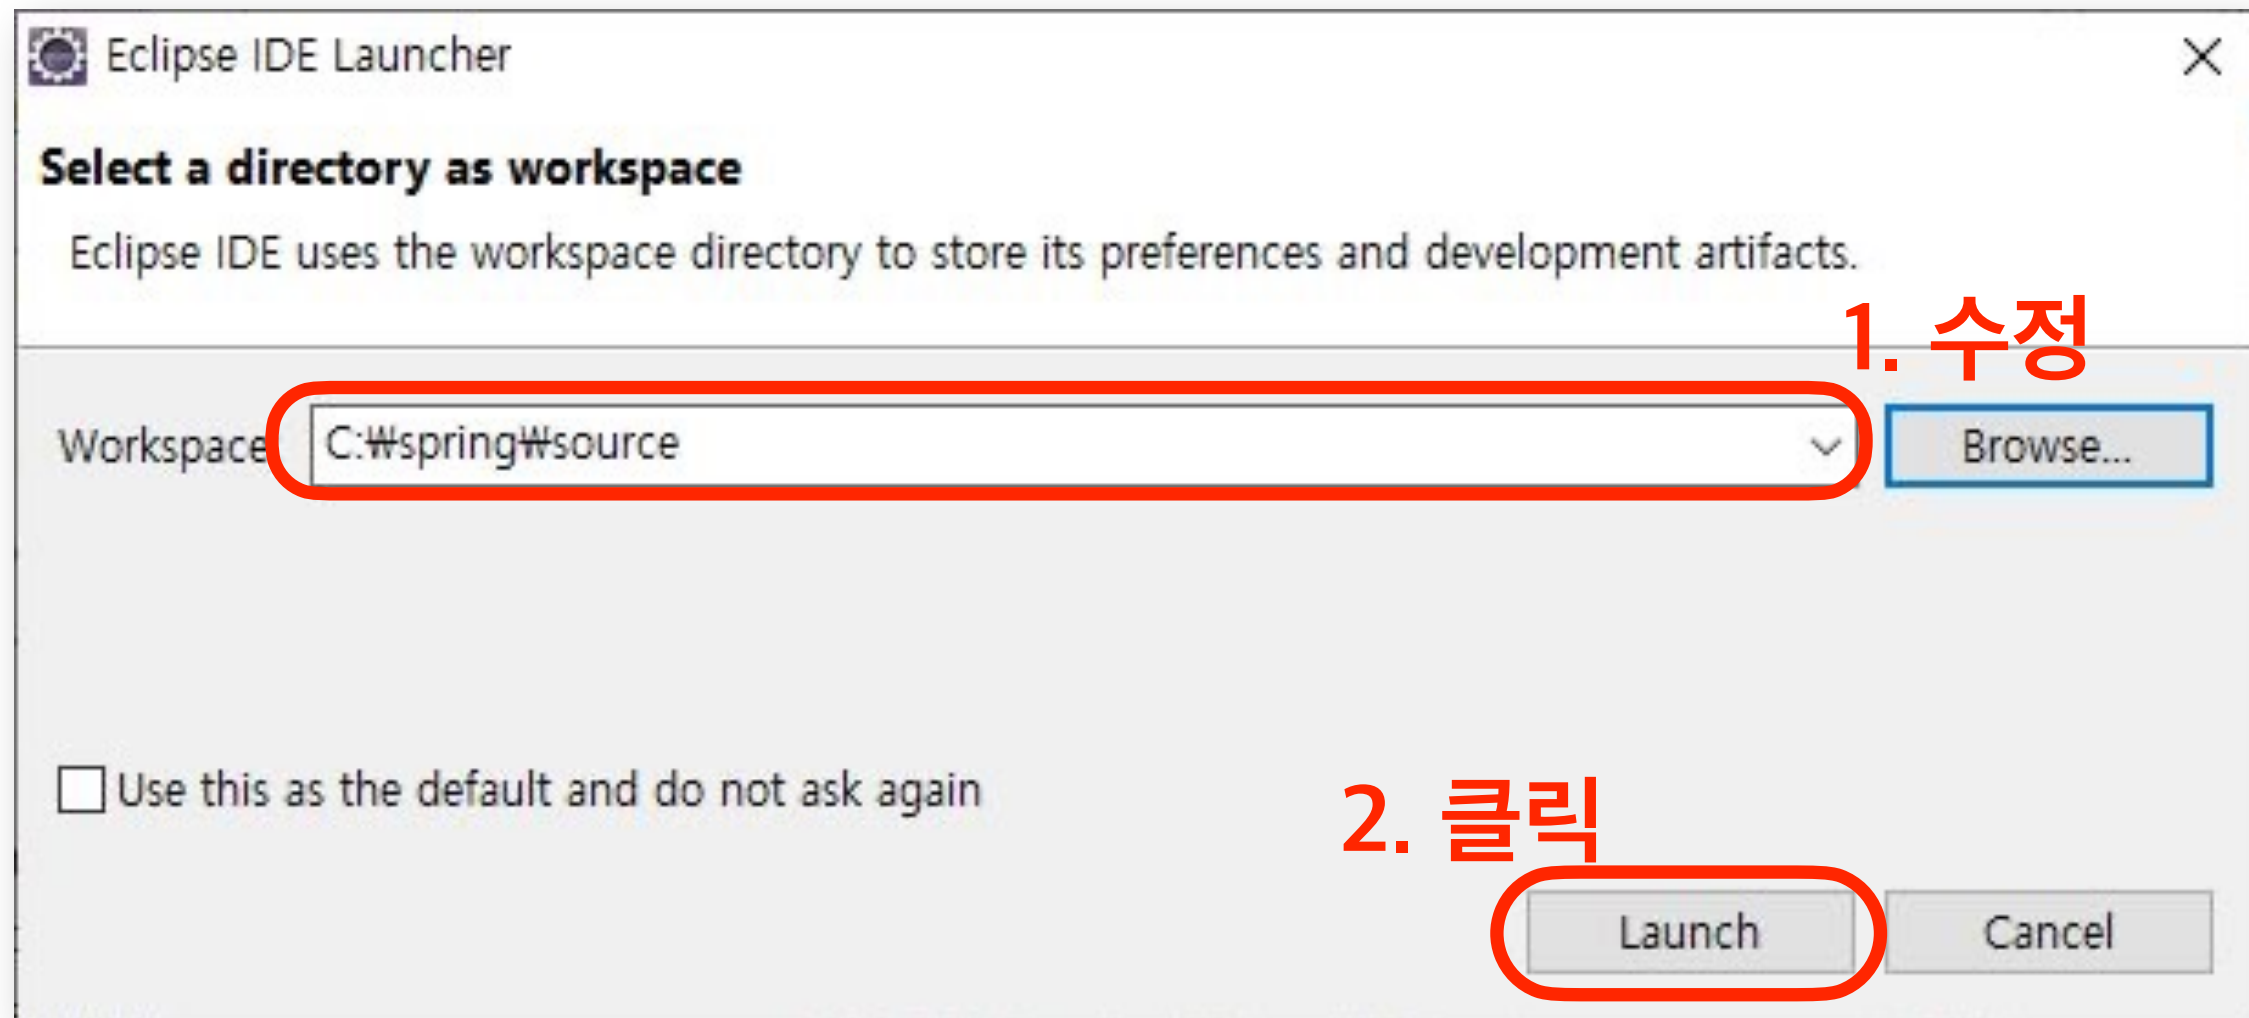 Eclipse IDE Launcher
Select a directory as workspace
Eclipse IDE uses the workspace directory to store its preferences and development artifacts.
1. 수정
Workspace C:₩spring₩source Browse...
Use this as the default and do not ask again
2. 클릭
Launch Cancel